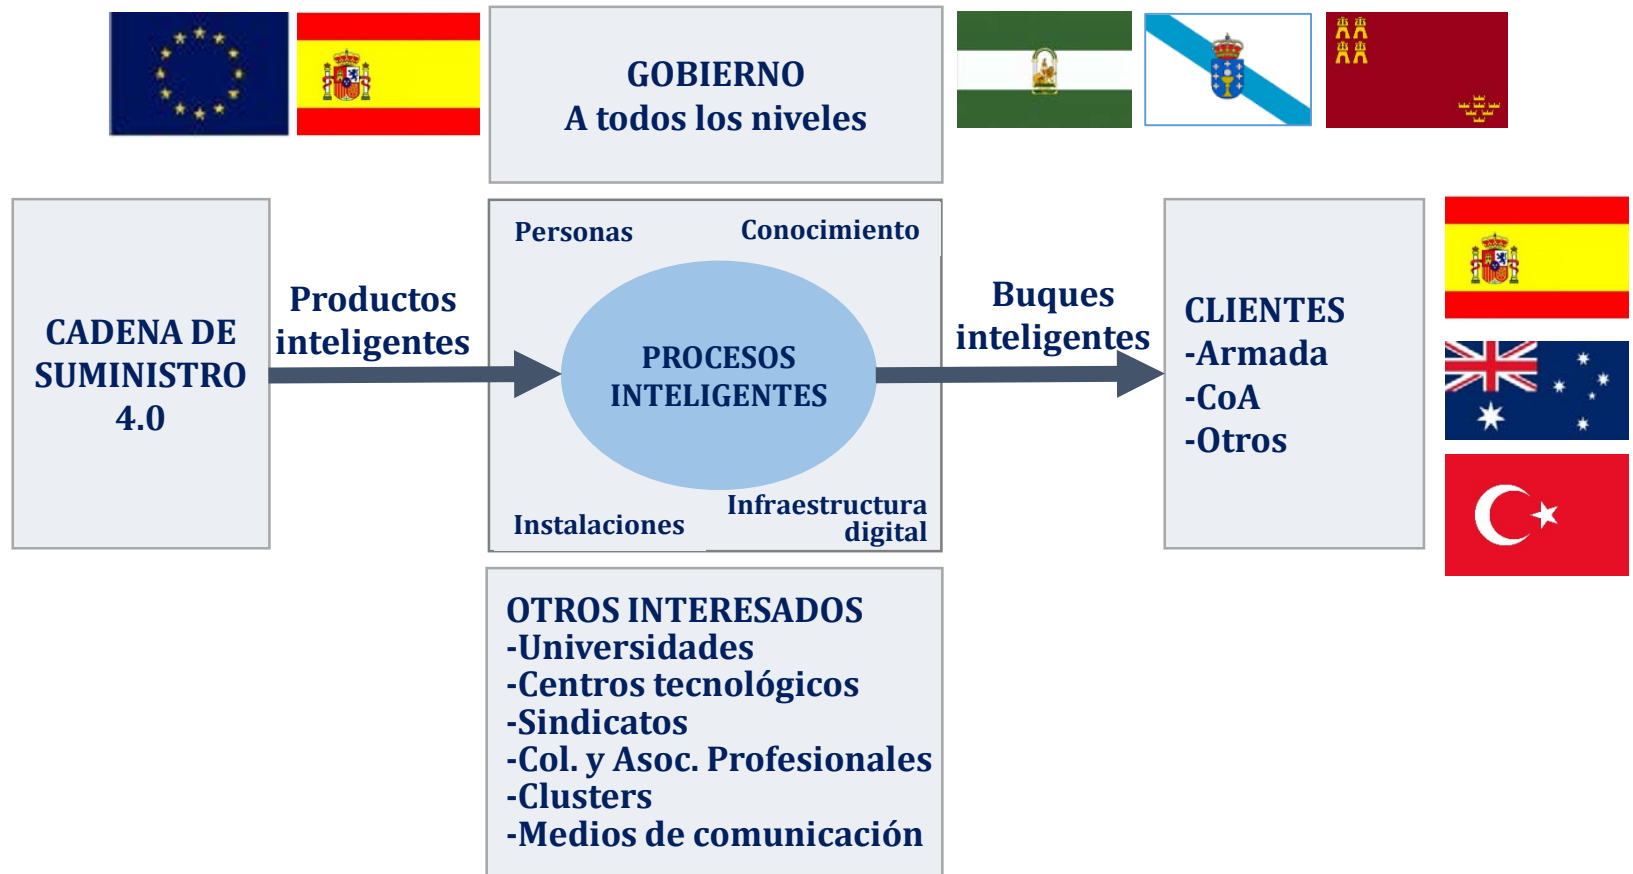 GOBIERNO
A todos los niveles
CADENA DE
SUMINISTRO
4.0
Productos
inteligentes
Personas
Conocimiento
PROCESOS
INTELIGENTES
Instalaciones
Infraestructura
digital
Buques
inteligentes
CLIENTES
-Armada
-CoA
-Otros
OTROS INTERESADOS
-Universidades
-Centros tecnológicos
-Sindicatos
-Col. y Asoc. Profesionales
-Clusters
-Medios de comunicación